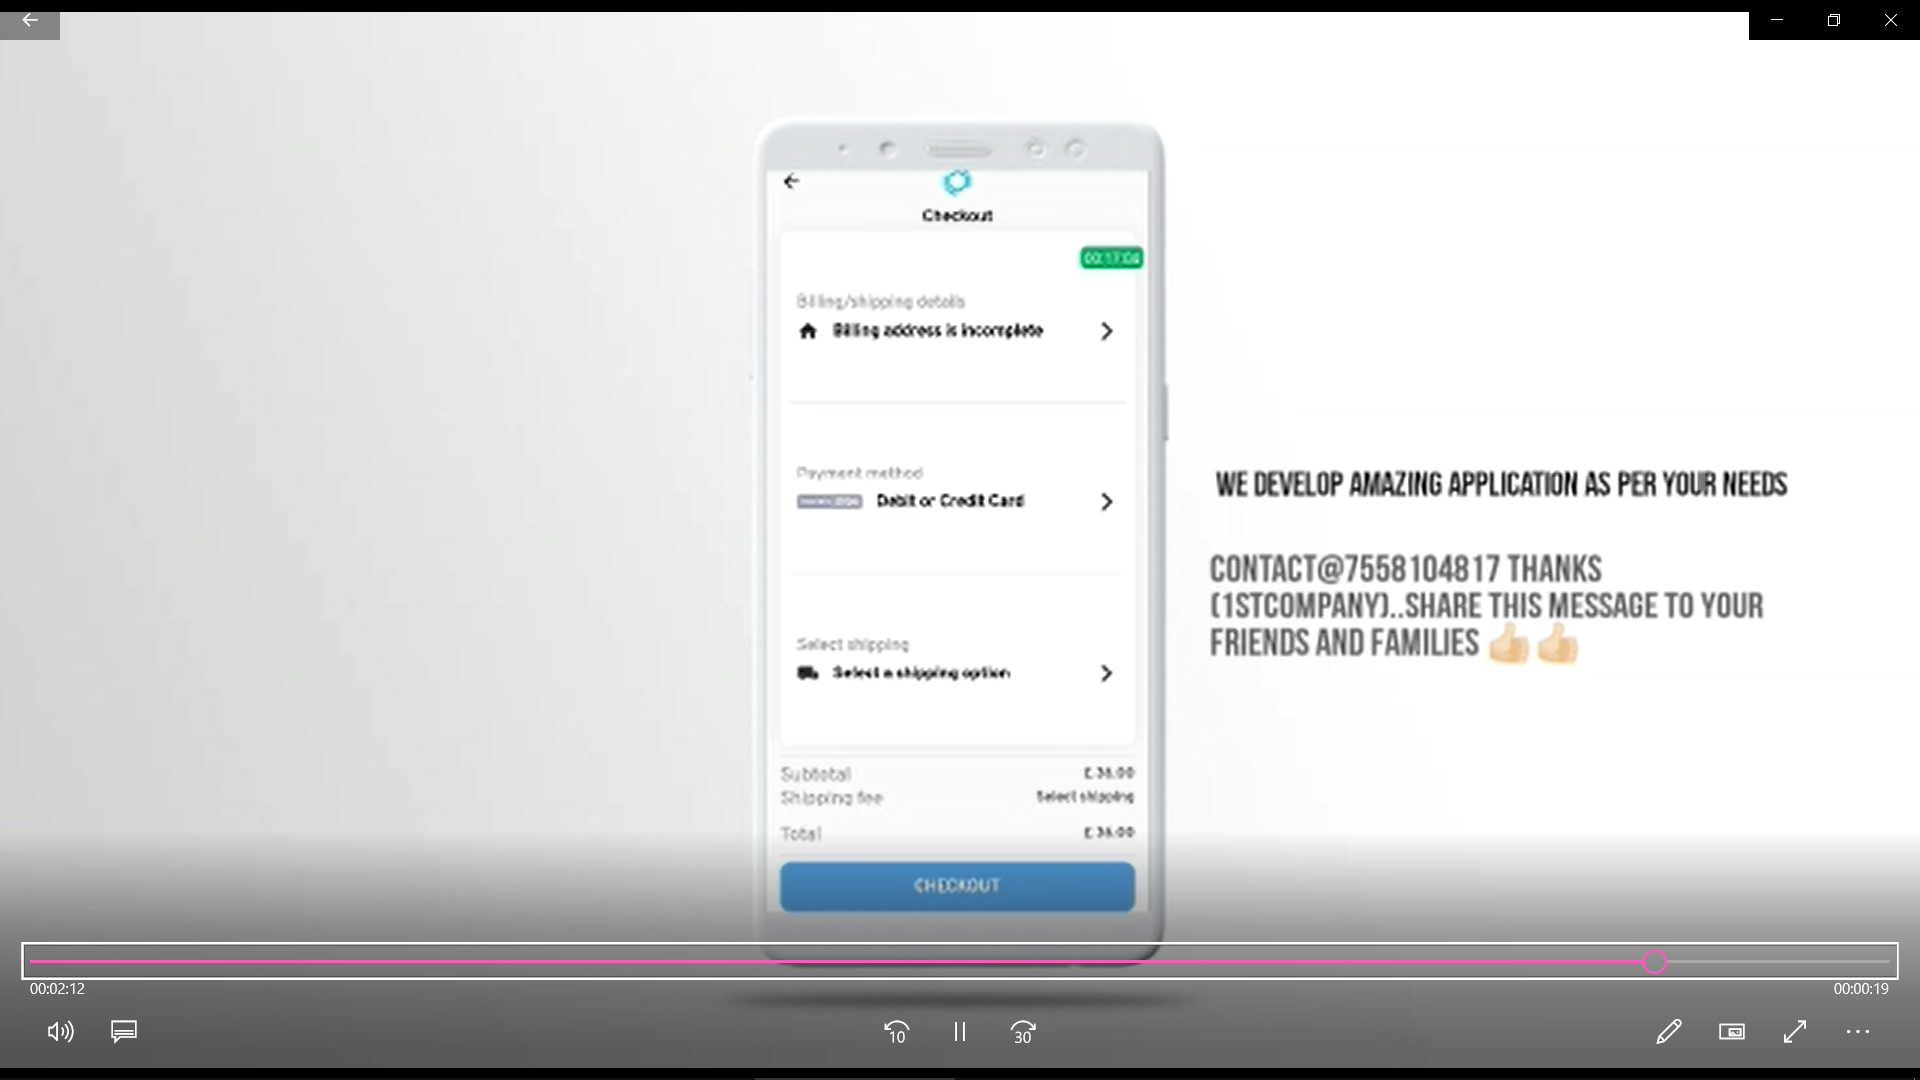 Checkout
00:17:06
Billing/shipping details
Billing address is incomplete
Payment method
Debit or Credit Card
Select shipping
Select a shipping option
Subtotal £ 36.00
Shipping fee Select shipping
Total £ 36.00
CHECKOUT
WE DEVELOP AMAZING APPLICATION AS PER YOUR NEEDS
CONTACT@7558104817 THANKS
(1STCOMPANY)..SHARE THIS MESSAGE TO YOUR
FRIENDS AND FAMILIES 👍🏻 👍🏻
00:02:12
00:00:19
10
30